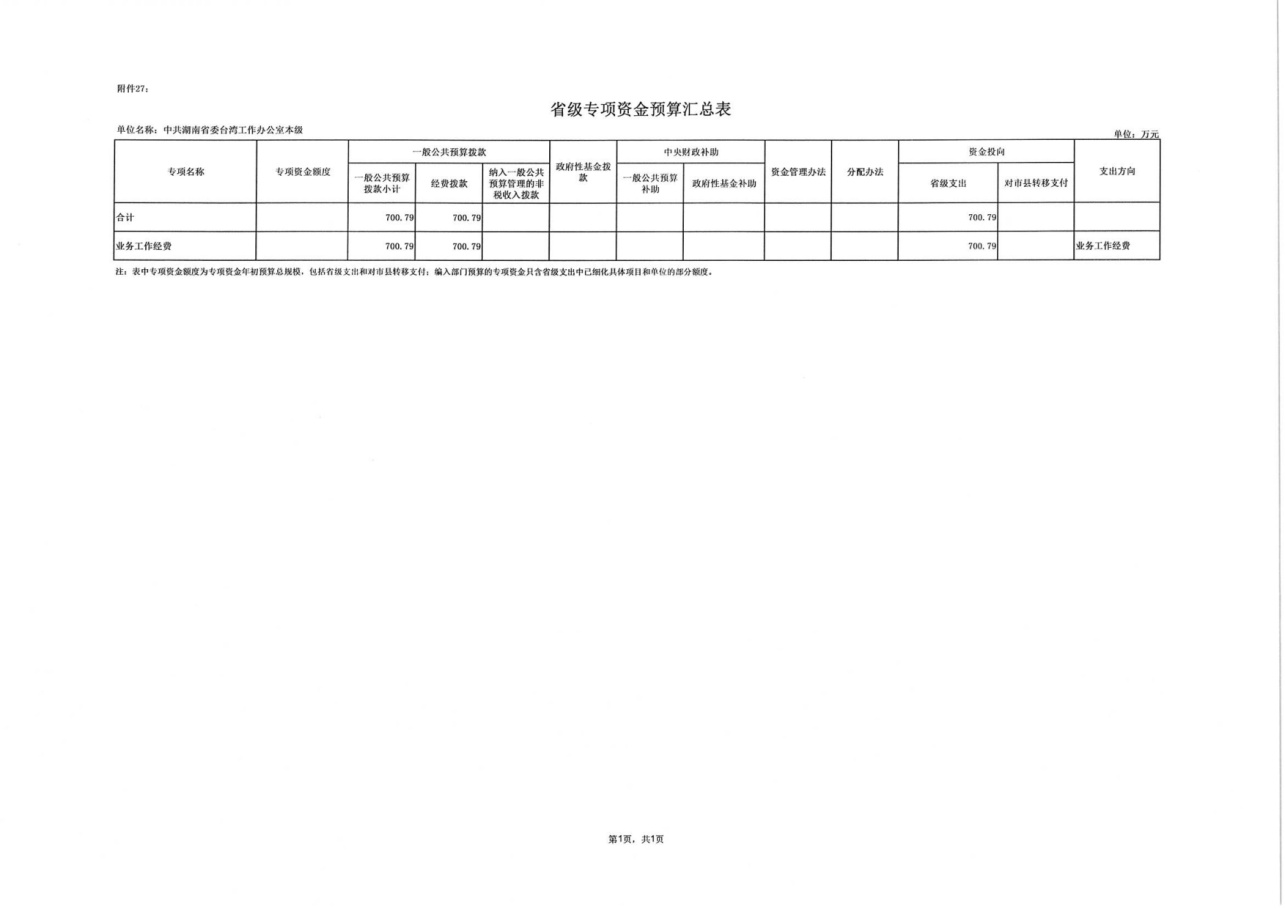 附件27：
省级专项资金预算汇总表
单位名称：中共湖南省委台湾工作办公室本级
单位：万元
专项名称 专项资金额度 一般公共预算拨款 政府性基金拨款 中央财政补助 资金管理办法 分配办法 资金投向 支出方向
一般公共预算拨款小计 经费拨款 纳入一般公共预算管理的非税收入拨款 一般公共预算补助 政府性基金补助 省级支出 对市县转移支付
合计 700.79 700.79 700.79
业务工作经费 700.79 700.79 700.79 业务工作经费
注：表中专项资金额度为专项资金年初预算总规模，包括省级支出和对市县转移支付；编入部门预算的专项资金只含省级支出中已细化具体项目和单位的部分额度。
第1页，共1页